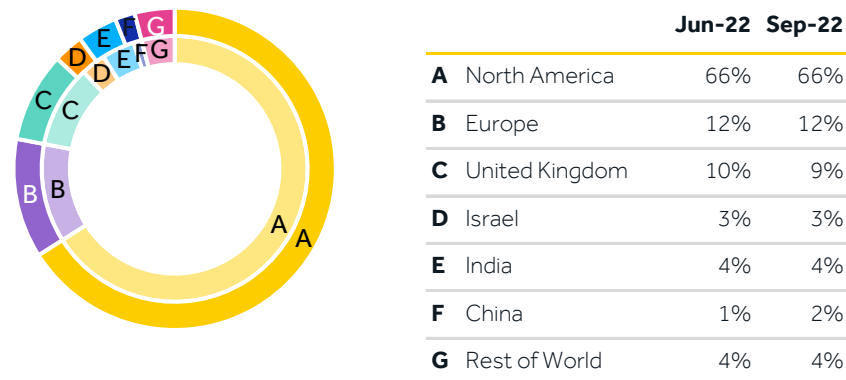 A
B
C
D
E
F
G
A
B
C
D
E
F
G
Jun-22 Sep-22
A North America 66% 66%
B Europe 12% 12%
C United Kingdom 10% 9%
D Israel 3% 3%
E India 4% 4%
F China 1% 2%
G Rest of World 4% 4%